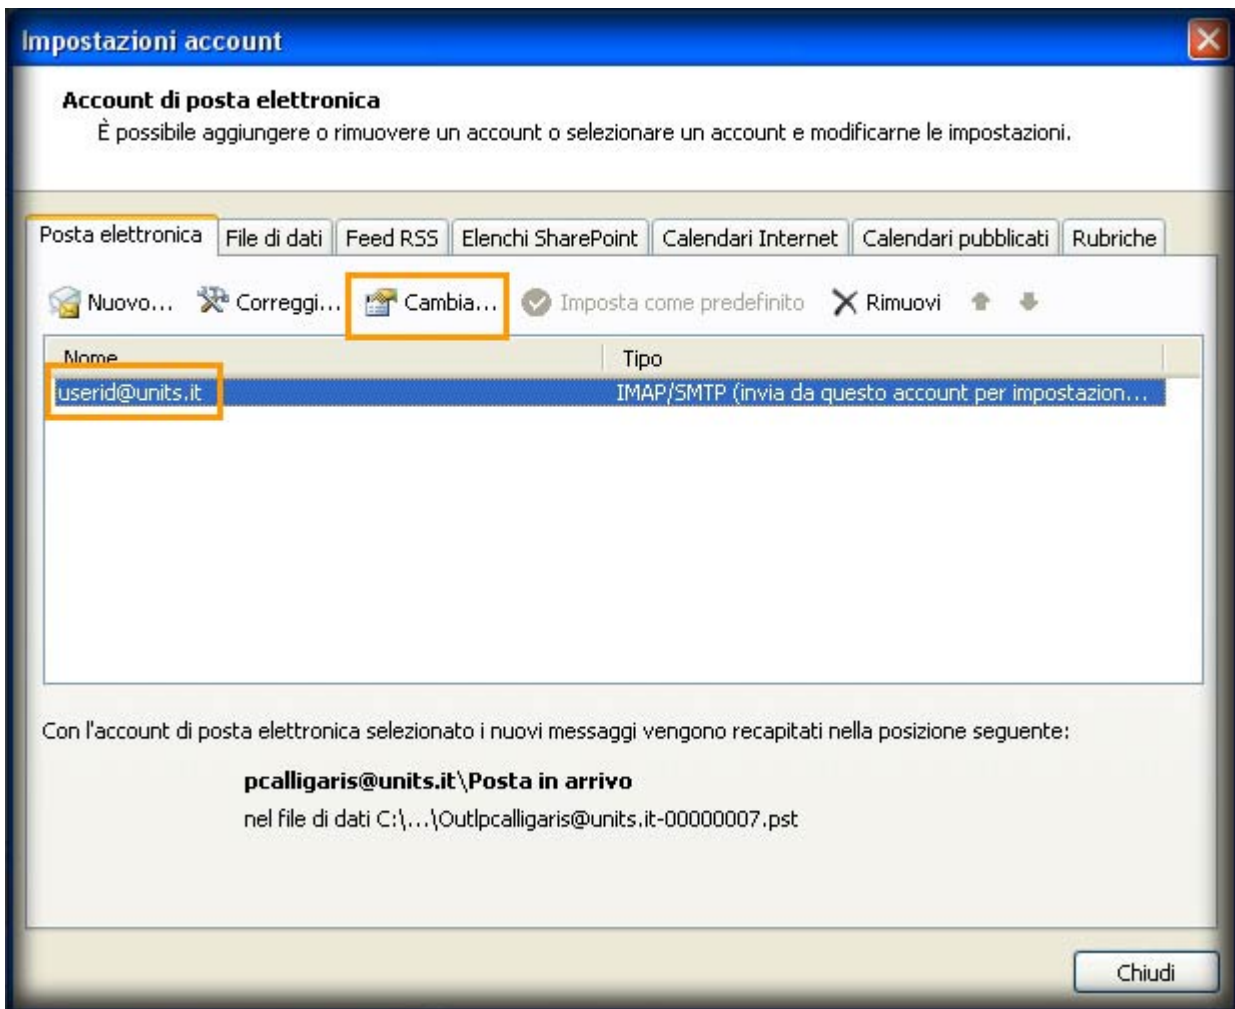 Impostazioni account
Account di posta elettronica
È possibile aggiungere o rimuovere un account o selezionare un account e modificarne le impostazioni.
Posta elettronica File di dati Feed RSS Elenchi SharePoint Calendari Internet Calendari pubblicati Rubriche
Nuovo... Correggi... Cambia... Imposta come predefinito Rimuovi
Nome Tipo
userid@units.it IMAP/SMTP (invia da questo account per impostazion...
Con l'account di posta elettronica selezionato i nuovi messaggi vengono recapitati nella posizione seguente:
pcalligaris@units.it\Posta in arrivo
nel file di dati C:\...\Outlpcalligaris@units.it-00000007.pst
Chiudi